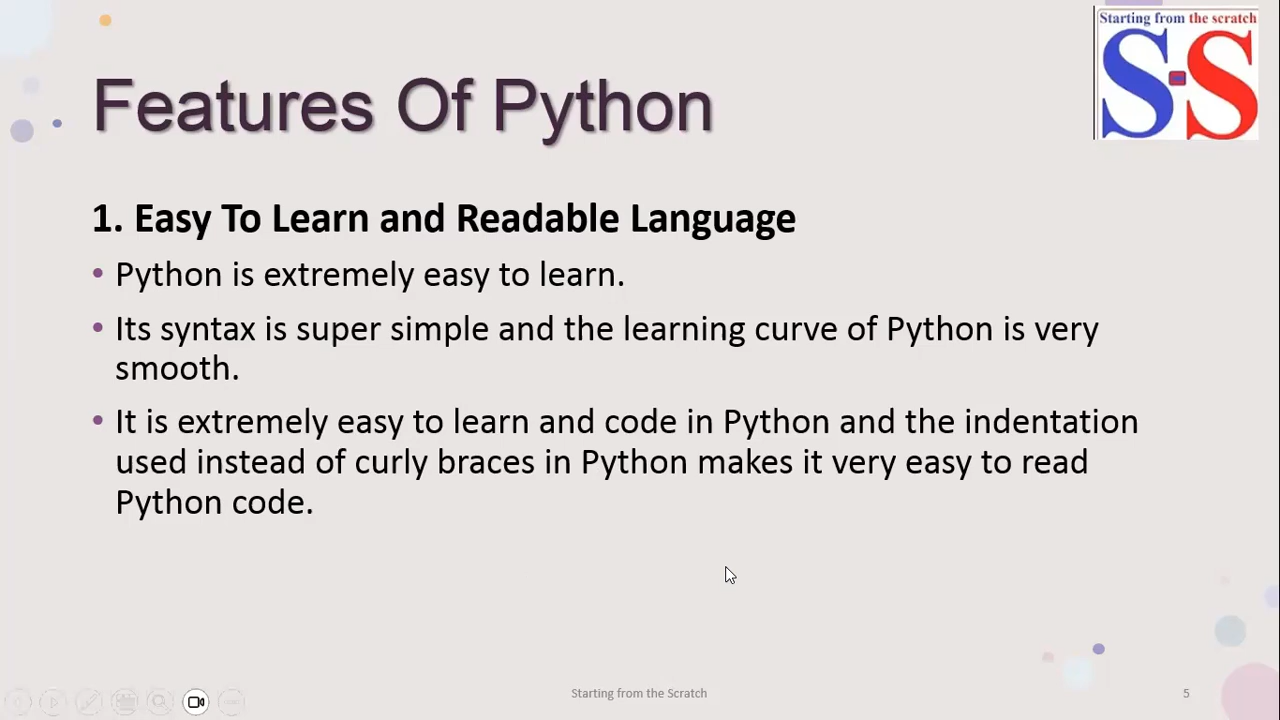 Starting from the scratch
S-S
Features Of Python
1. Easy To Learn and Readable Language
• Python is extremely easy to learn.
• Its syntax is super simple and the learning curve of Python is very
smooth.
• It is extremely easy to learn and code in Python and the indentation
used instead of curly braces in Python makes it very easy to read
Python code.
Starting from the Scratch
5